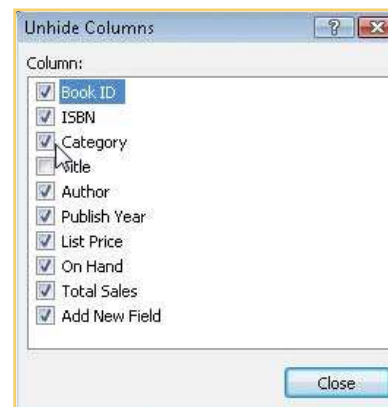 Unhide Columns
Column:
Book ID
ISBN
Category
Title
Author
Publish Year
List Price
On Hand
Total Sales
Add New Field
Close